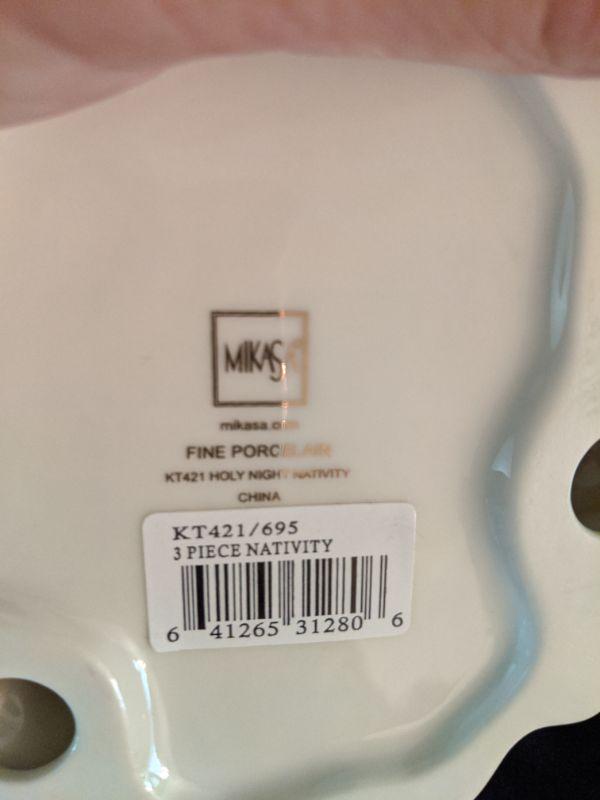 MIKASA
mikasa.com
FINE PORCELAIN
KT421 HOLY NIGHT NATIVITY
CHINA
KT421/695
3 PIECE NATIVITY
6 41265 31280 6